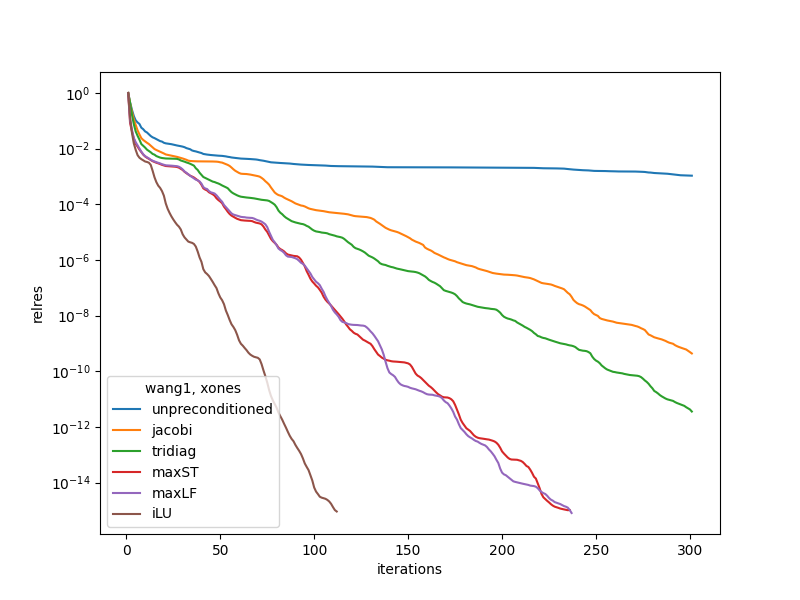 10^0
10^-2
10^-4
10^-6
10^-8
10^-10
10^-12
10^-14
relres
wang1, xones
unpreconditioned
jacobi
tridiag
maxST
maxLF
iLU
0 50 100 150 200 250 300
iterations